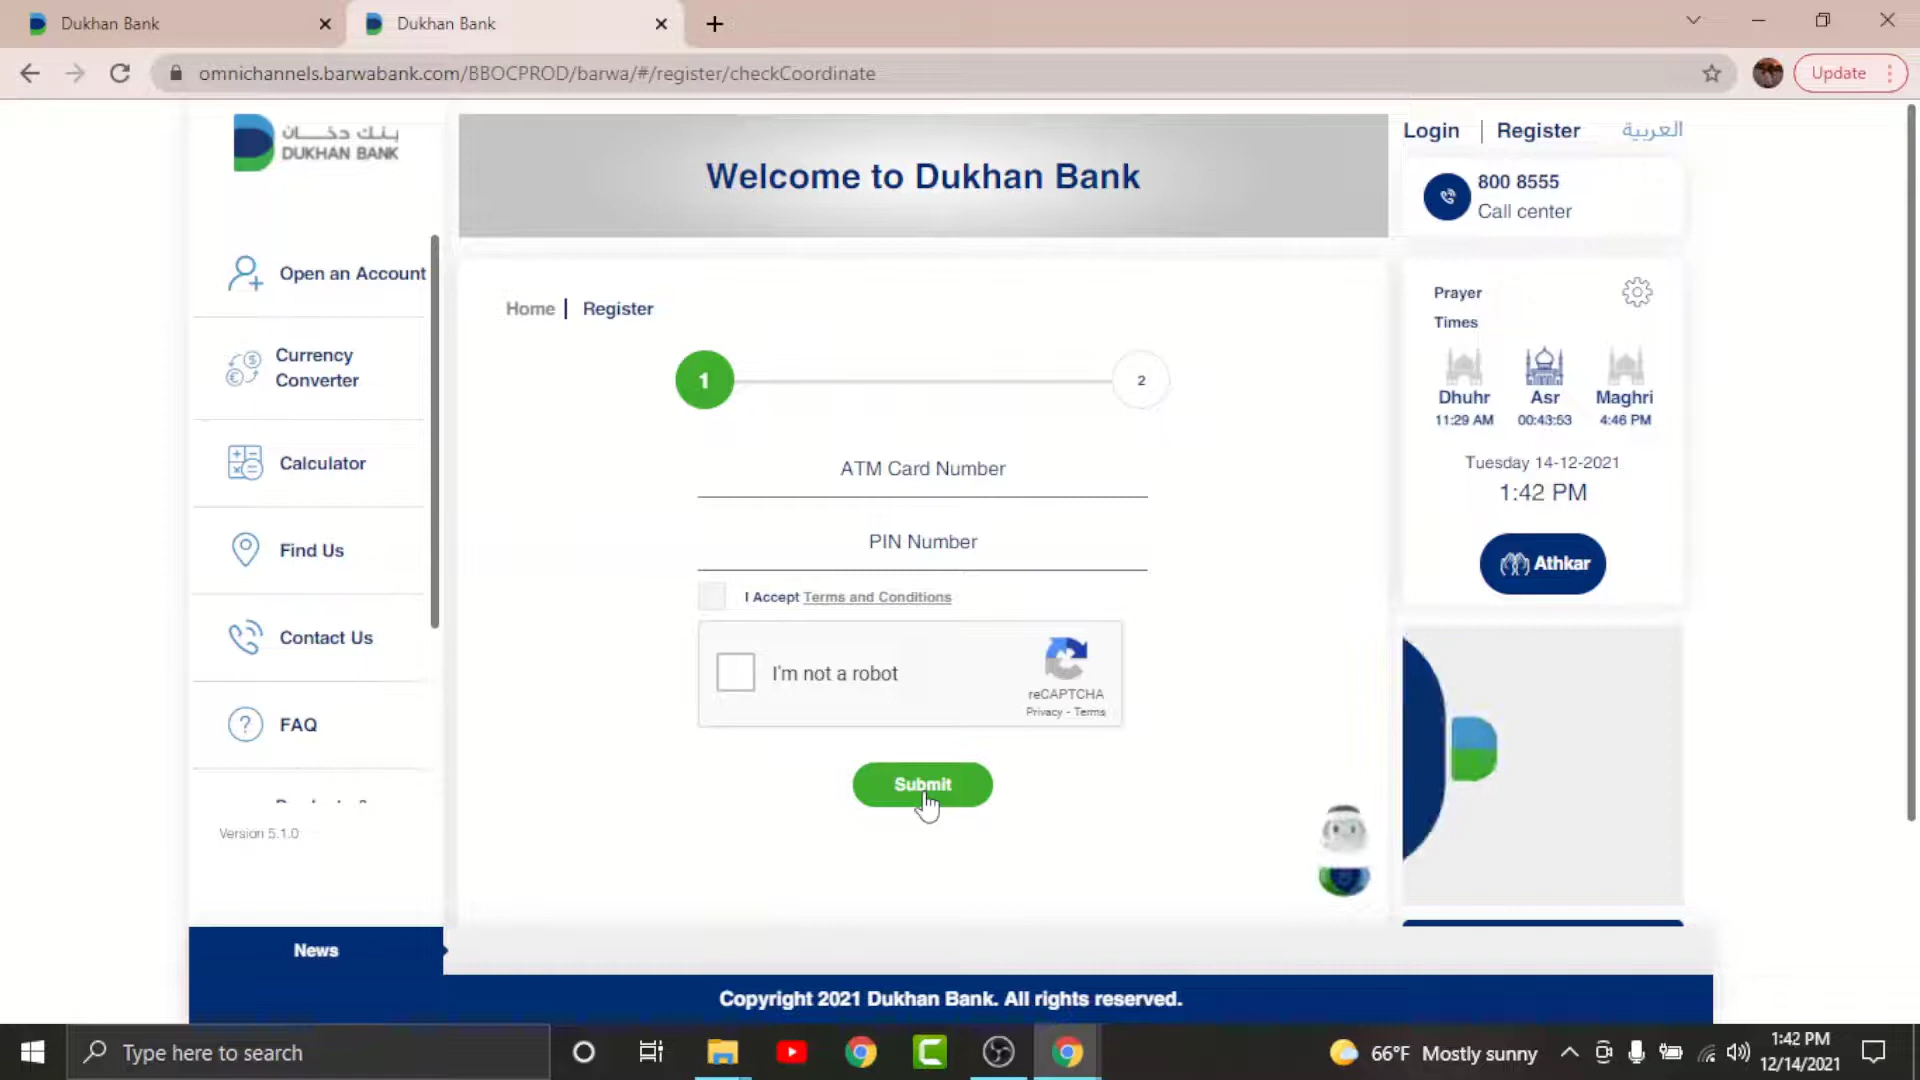 Dukhan Bank
Dukhan Bank
omnichannels.barwabank.com/BBOCPROD/barwa/#/register/checkCoordinate
Update
بنك دخان
DUKHAN BANK
Welcome to Dukhan Bank
Login
Register
العربية
800 8555
Call center
Open an Account
Currency
Converter
Calculator
Find Us
Contact Us
FAQ
Version 5.1.0
Home
Register
1
2
ATM Card Number
PIN Number
I Accept Terms and Conditions
I'm not a robot
reCAPTCHA
Privacy - Terms
Submit
Prayer
Times
Dhuhr Asr Maghri
11:29 AM 00:43:53 4:46 PM
Tuesday 14-12-2021
1:42 PM
Athkar
News
Copyright 2021 Dukhan Bank. All rights reserved.
Type here to search
66°F Mostly sunny
1:42 PM
12/14/2021